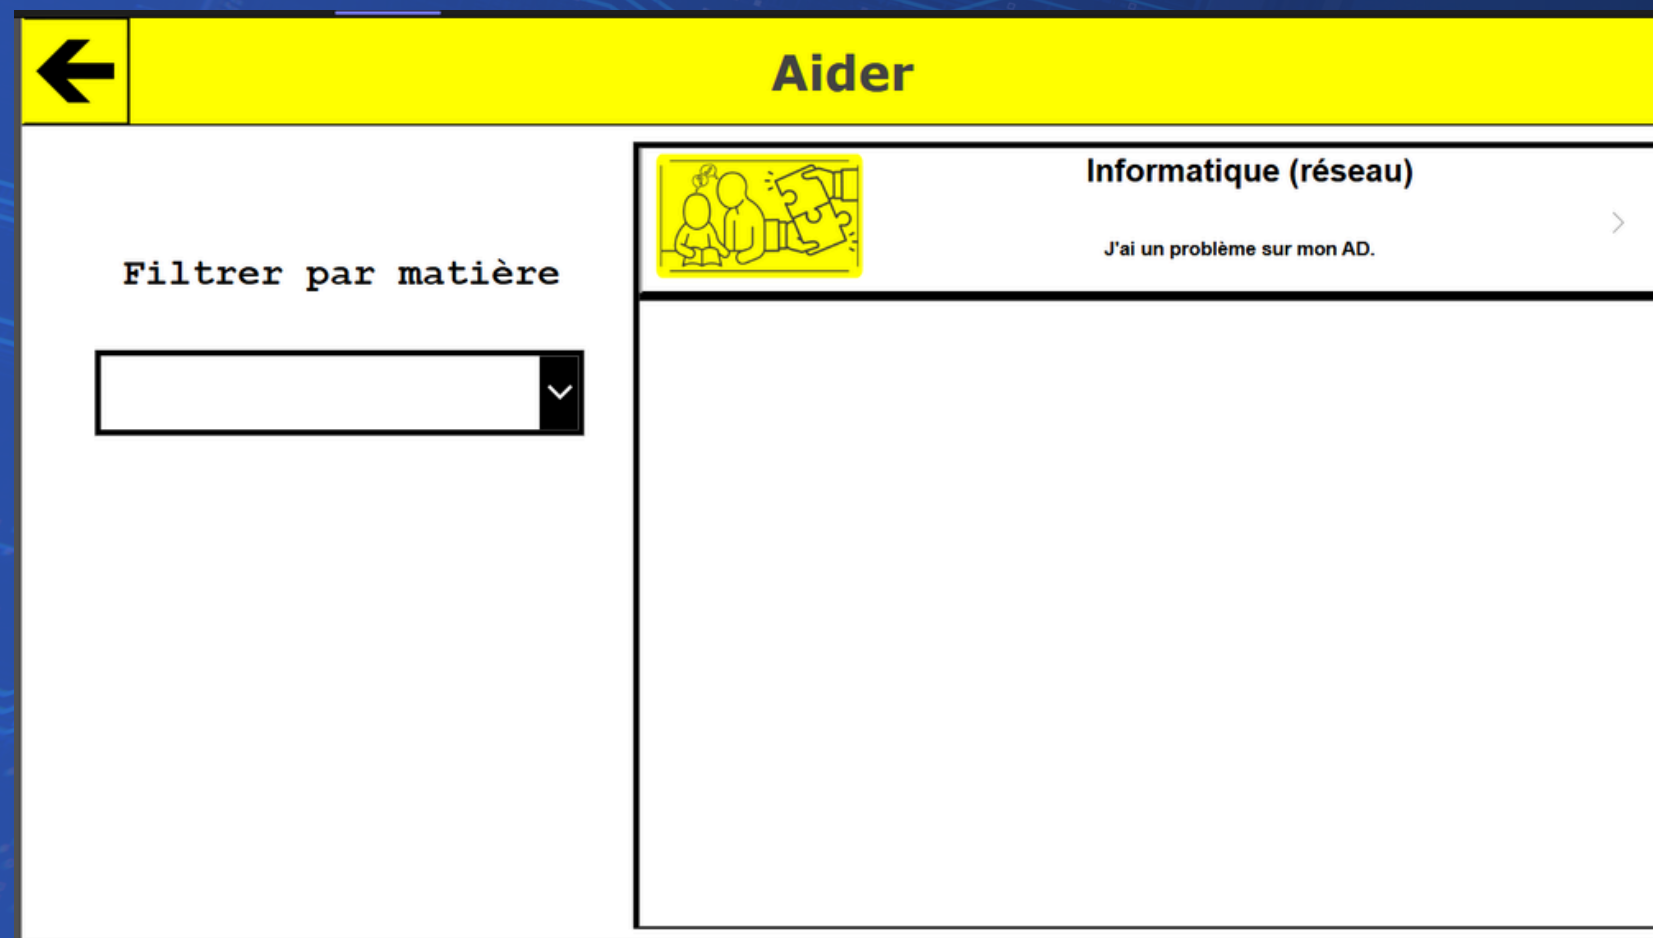 Aider
Filtrer par matière
Informatique (réseau)
J'ai un problème sur mon AD.